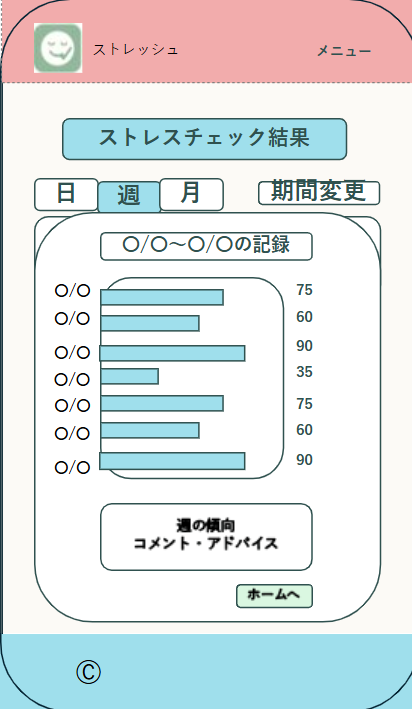 ストレッシュ メニュー
ストレスチェック結果
日 週 月 期間変更
〇/〇～〇/〇の記録
〇/〇 75
〇/〇 60
〇/〇 90
〇/〇 35
〇/〇 75
〇/〇 60
〇/〇 90
週の傾向
コメント・アドバイス
ホームへ
©